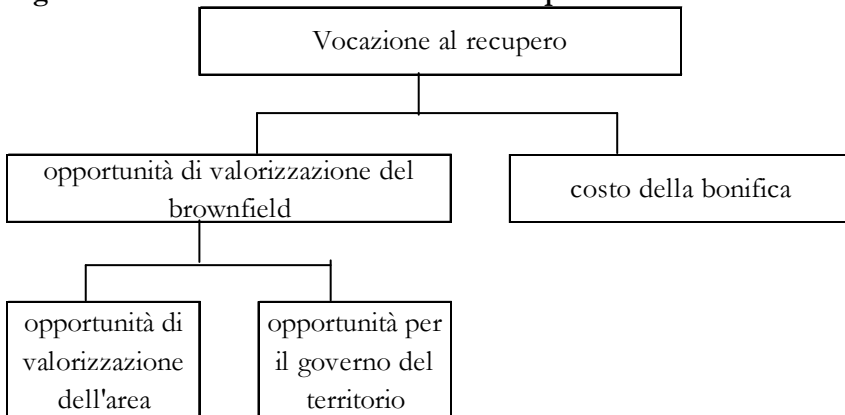 Vocazione al recupero
opportunità di valorizzazione del
brownfield
costo della bonifica
opportunità di
valorizzazione
dell'area
opportunità per
il governo del
territorio